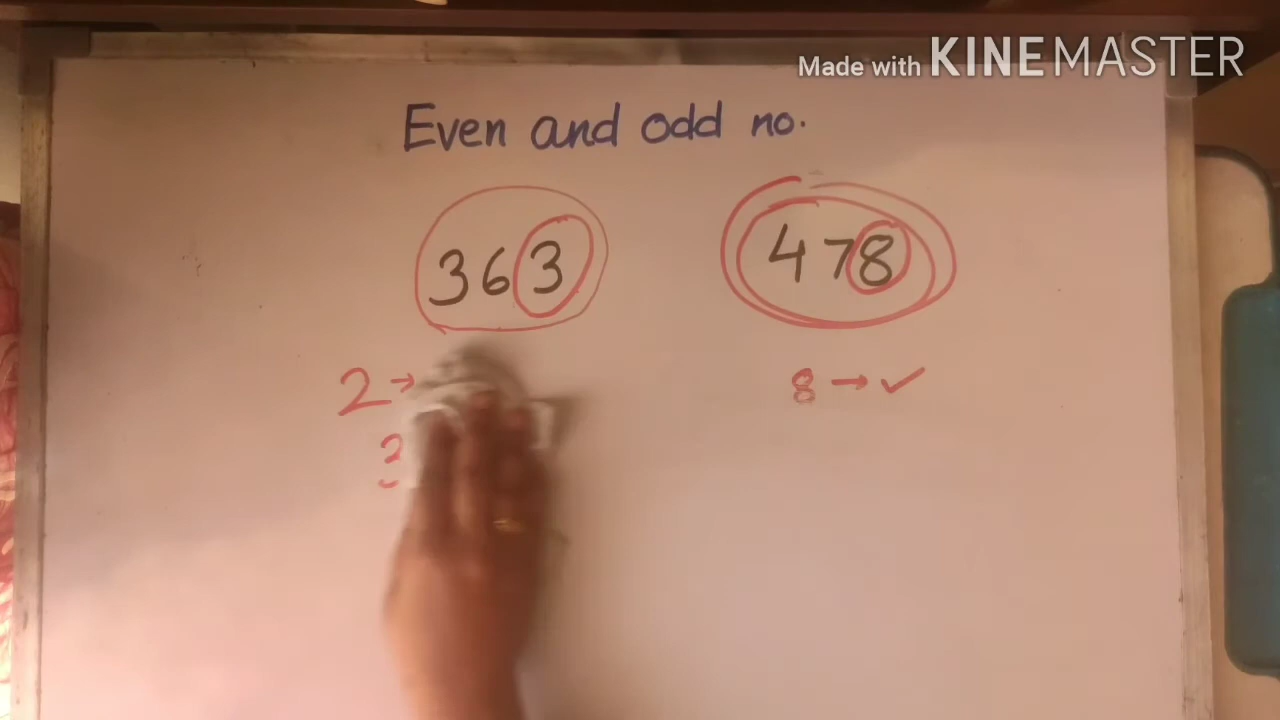 Made with KINEMASTER
Even and odd no.
363 478
2 → 8 → ✓